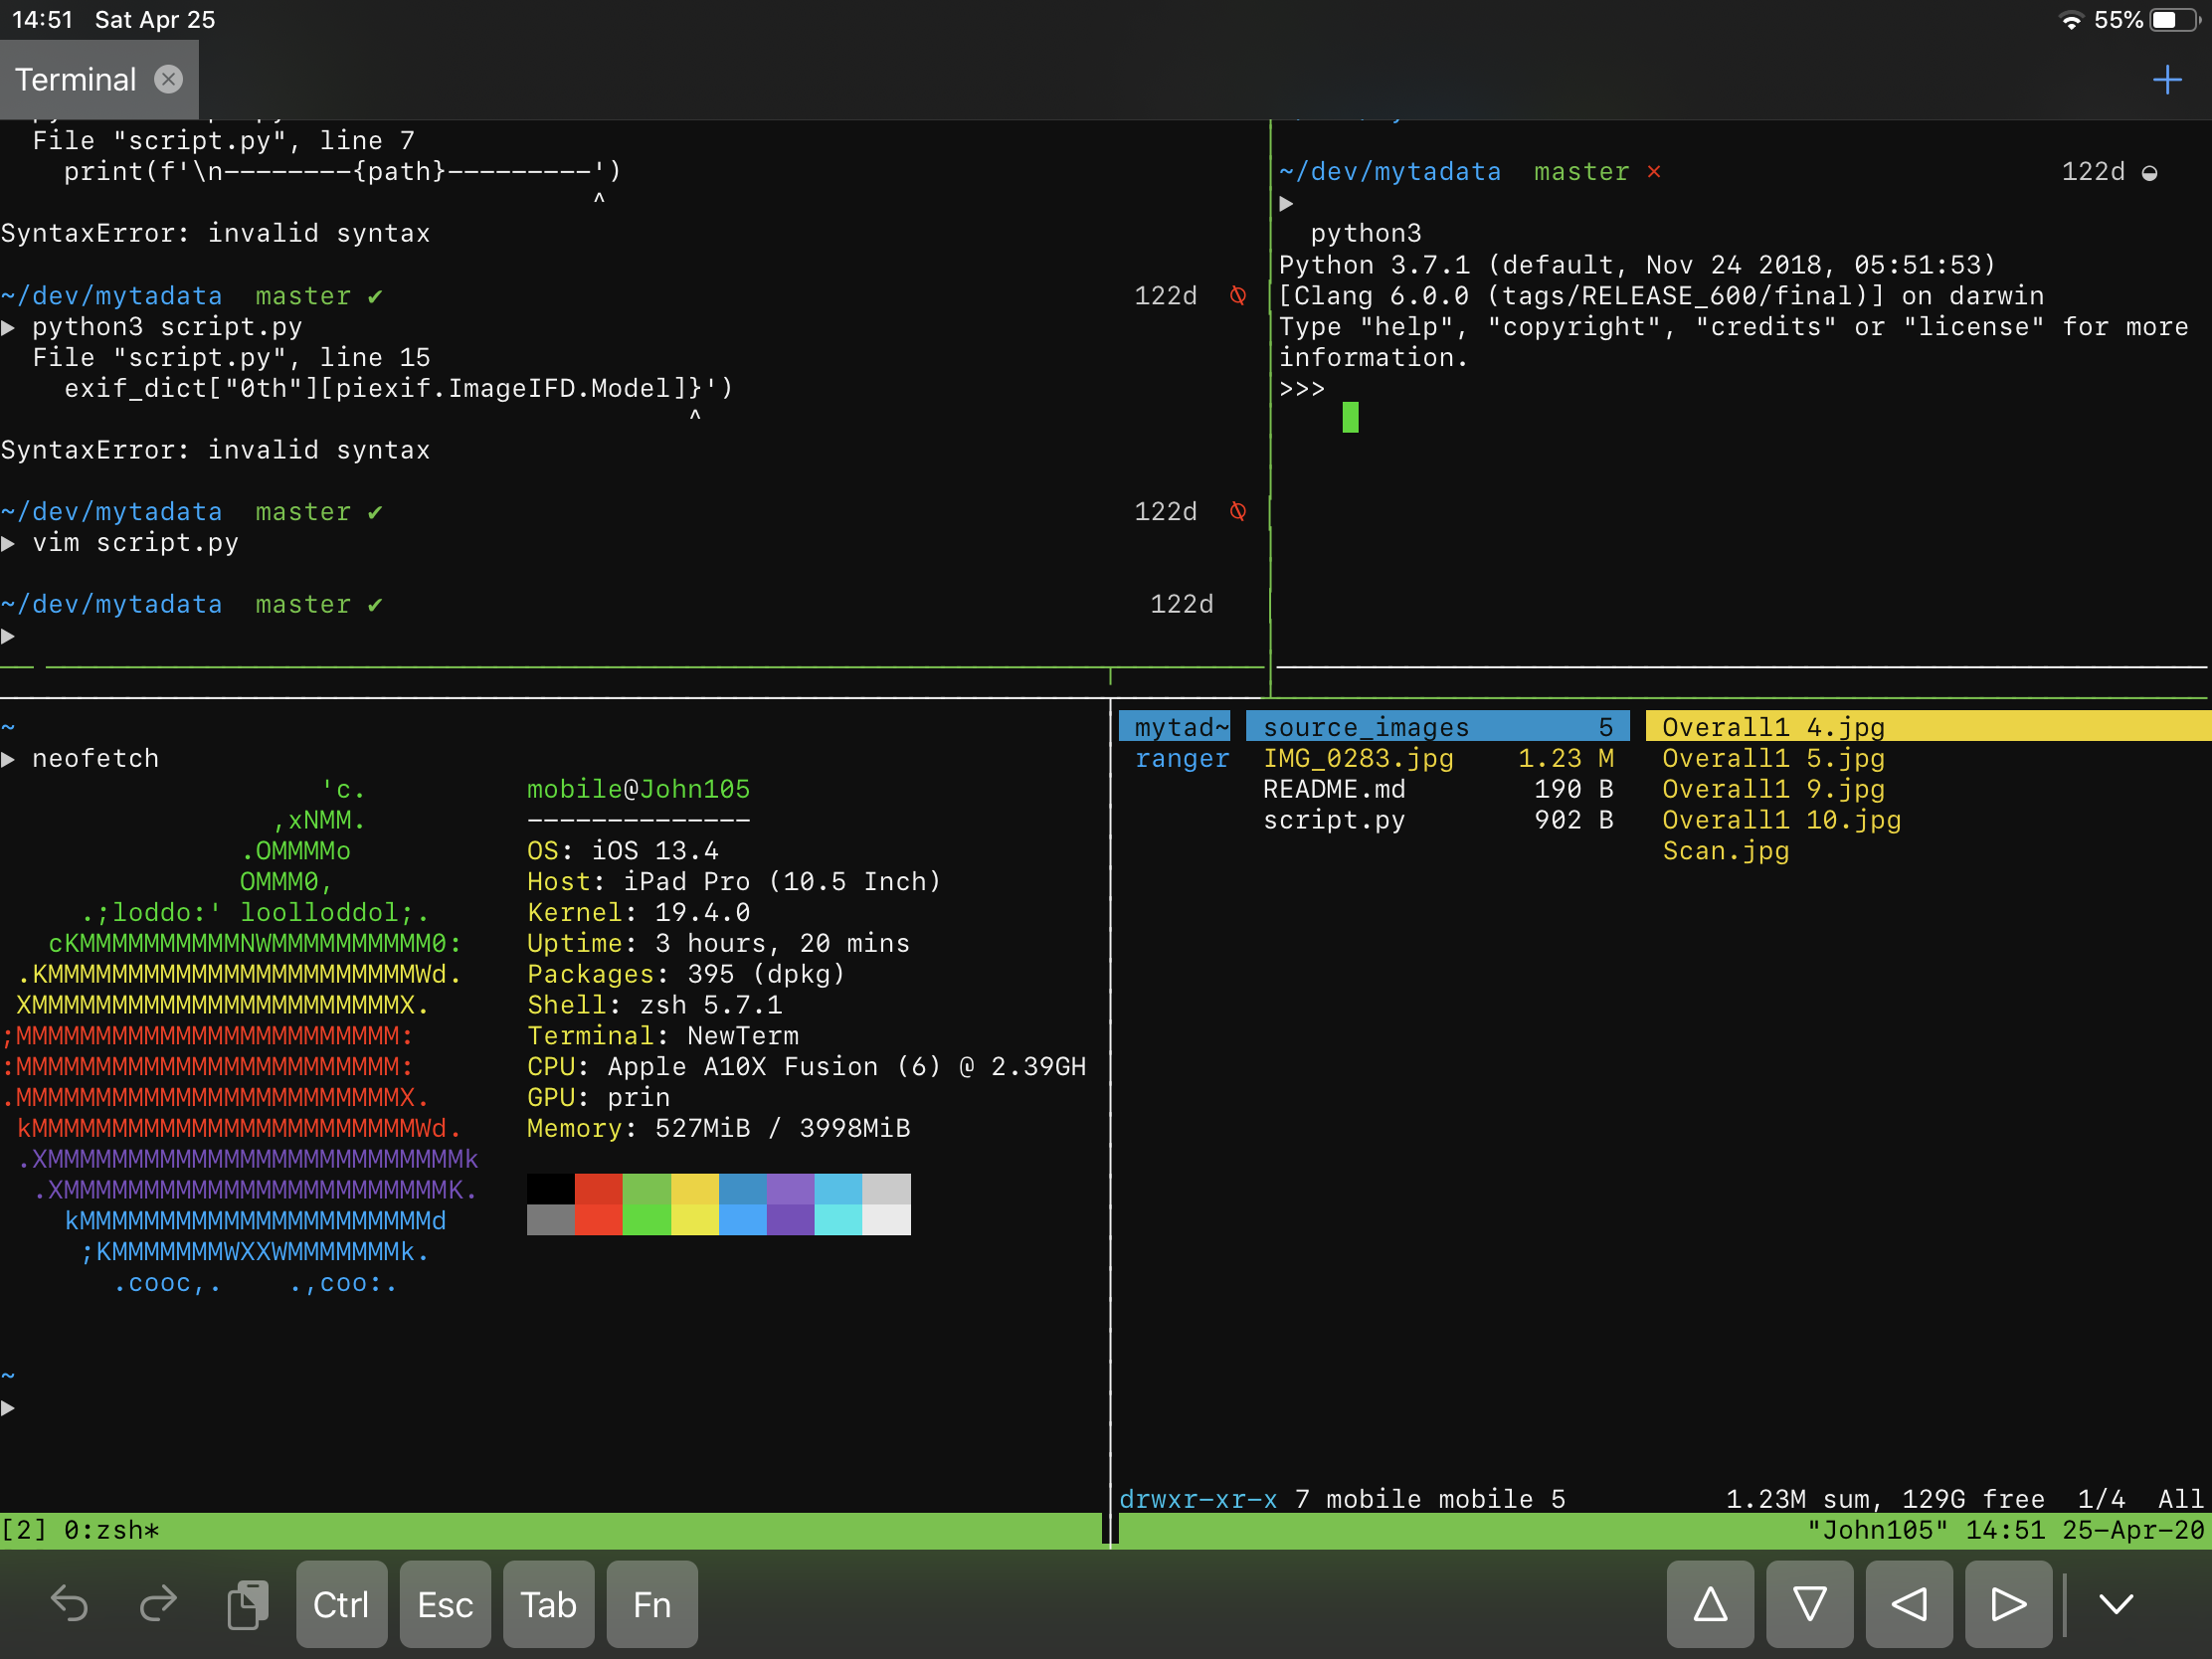 14:51 Sat Apr 25 55%
Terminal
File "script.py", line 7
print(f'\n--------{path}---------')
^
SyntaxError: invalid syntax
~/dev/mytadata master ✔ 122d
▶ python3 script.py
File "script.py", line 15
exif_dict["0th"][piexif.ImageIFD.Model]}')
^
SyntaxError: invalid syntax
~/dev/mytadata master ✔ 122d
▶ vim script.py
~/dev/mytadata master ✔ 122d
▶
~/dev/mytadata master × 122d
▶
python3
Python 3.7.1 (default, Nov 24 2018, 05:51:53)
[Clang 6.0.0 (tags/RELEASE_600/final)] on darwin
Type "help", "copyright", "credits" or "license" for more
information.
>>>
~
▶ neofetch
'c.
,xNMM.
.OMMMMo
OMMM0,
.;loddo:' loolloddol;.
cKMMMMMMMMMMNWMMMMMMMMMM0:
.KMMMMMMMMMMMMMMMMMMMMMMMWd.
XMMMMMMMMMMMMMMMMMMMMMMMX.
;MMMMMMMMMMMMMMMMMMMMMMMM:
:MMMMMMMMMMMMMMMMMMMMMMMM:
.MMMMMMMMMMMMMMMMMMMMMMMMX.
kMMMMMMMMMMMMMMMMMMMMMMMMWd.
.XMMMMMMMMMMMMMMMMMMMMMMMMMMk
.XMMMMMMMMMMMMMMMMMMMMMMMMK.
kMMMMMMMMMMMMMMMMMMMMMMd
;KMMMMMMMWXXWMMMMMMMk.
.cooc,. .,coo:.
mobile@John105
--------------
OS: iOS 13.4
Host: iPad Pro (10.5 Inch)
Kernel: 19.4.0
Uptime: 3 hours, 20 mins
Packages: 395 (dpkg)
Shell: zsh 5.7.1
Terminal: NewTerm
CPU: Apple A10X Fusion (6) @ 2.39GH
GPU: prin
Memory: 527MiB / 3998MiB
~
▶
mytad~ source_images 5 Overall1 4.jpg
ranger IMG_0283.jpg 1.23 M Overall1 5.jpg
README.md 190 B Overall1 9.jpg
script.py 902 B Overall1 10.jpg
Scan.jpg
drwxr-xr-x 7 mobile mobile 5 1.23M sum, 129G free 1/4 All
[2] 0:zsh* "John105" 14:51 25-Apr-20
Ctrl Esc Tab Fn